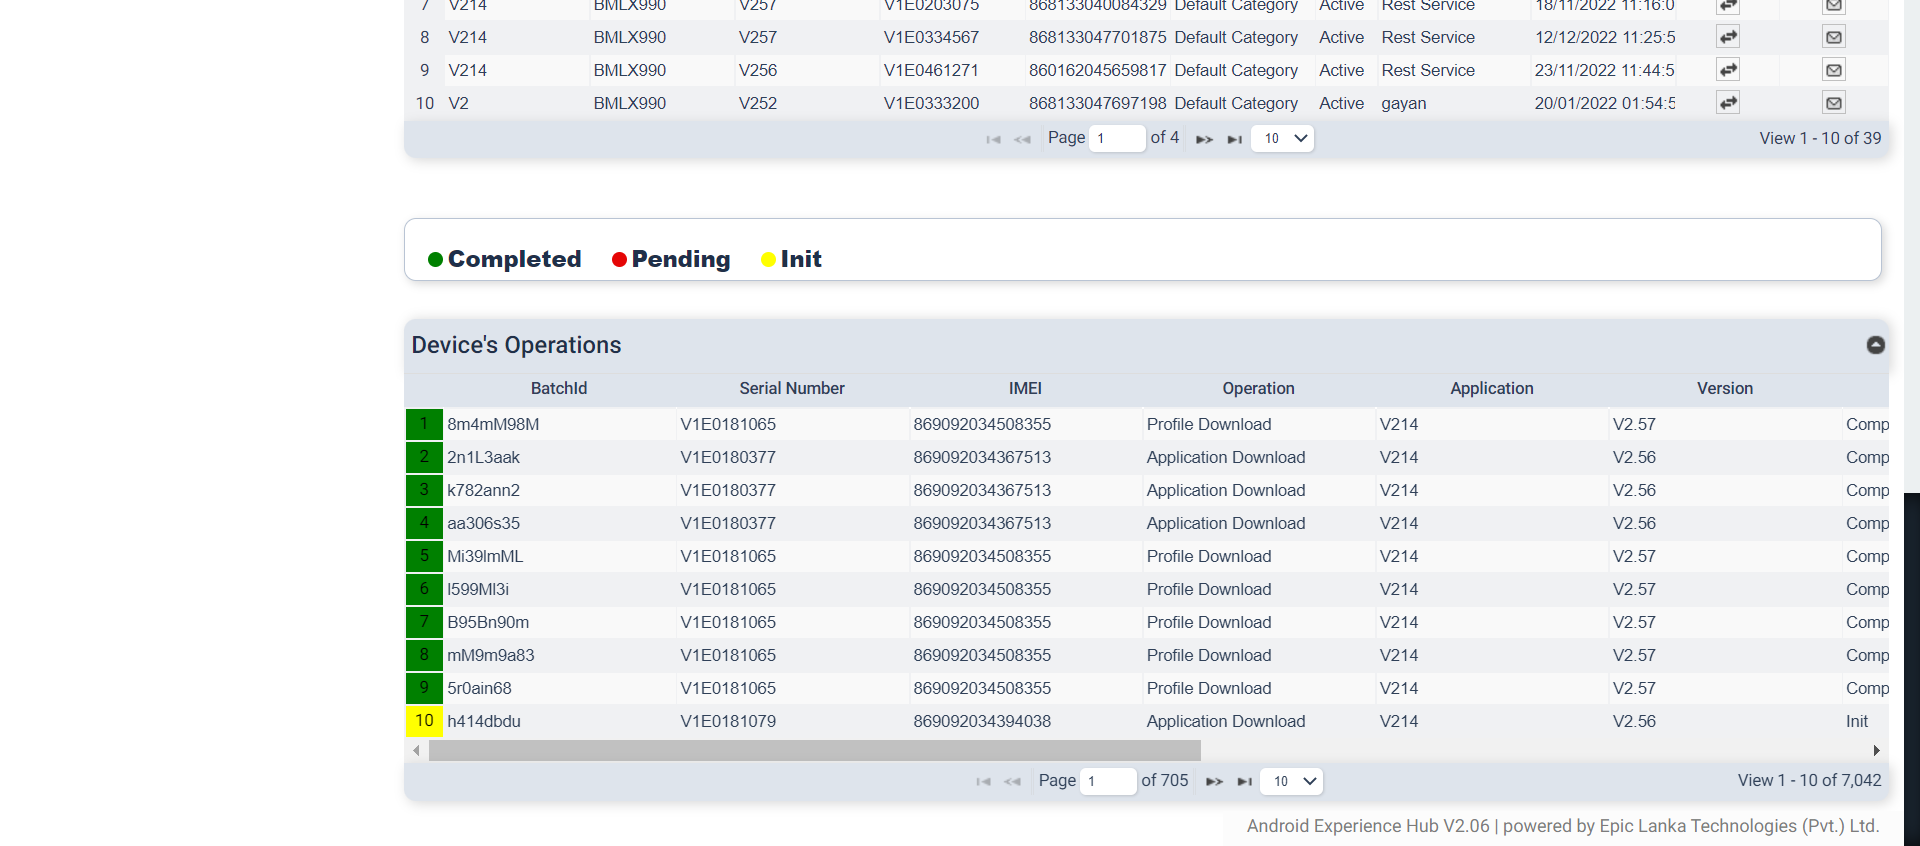 7 V214 BMLX990 V257 V1E0203075 868133040084329 Default Category Active Rest Service 18/11/2022 11:16:0
8 V214 BMLX990 V257 V1E0334567 868133047701875 Default Category Active Rest Service 12/12/2022 11:25:5
9 V214 BMLX990 V256 V1E0461271 860162045659817 Default Category Active Rest Service 23/11/2022 11:44:5
10 V2 BMLX990 V252 V1E0333200 868133047697198 Default Category Active gayan 20/01/2022 01:54:5
Page 1 of 4 10 View 1 - 10 of 39
Completed Pending Init
Device's Operations
BatchId Serial Number IMEI Operation Application Version
1 8m4mM98M V1E0181065 869092034508355 Profile Download V214 V2.57 Comp
2 2n1L3aak V1E0180377 869092034367513 Application Download V214 V2.56 Comp
3 k782ann2 V1E0180377 869092034367513 Application Download V214 V2.56 Comp
4 aa306s35 V1E0180377 869092034367513 Application Download V214 V2.56 Comp
5 Mi39lmML V1E0181065 869092034508355 Profile Download V214 V2.57 Comp
6 l599Ml3i V1E0181065 869092034508355 Profile Download V214 V2.57 Comp
7 B95Bn90m V1E0181065 869092034508355 Profile Download V214 V2.57 Comp
8 mM9m9a83 V1E0181065 869092034508355 Profile Download V214 V2.57 Comp
9 5r0ain68 V1E0181065 869092034508355 Profile Download V214 V2.57 Comp
10 h414dbdu V1E0181079 869092034394038 Application Download V214 V2.56 Init
Page 1 of 705 10 View 1 - 10 of 7,042
Android Experience Hub V2.06 | powered by Epic Lanka Technologies (Pvt.) Ltd.